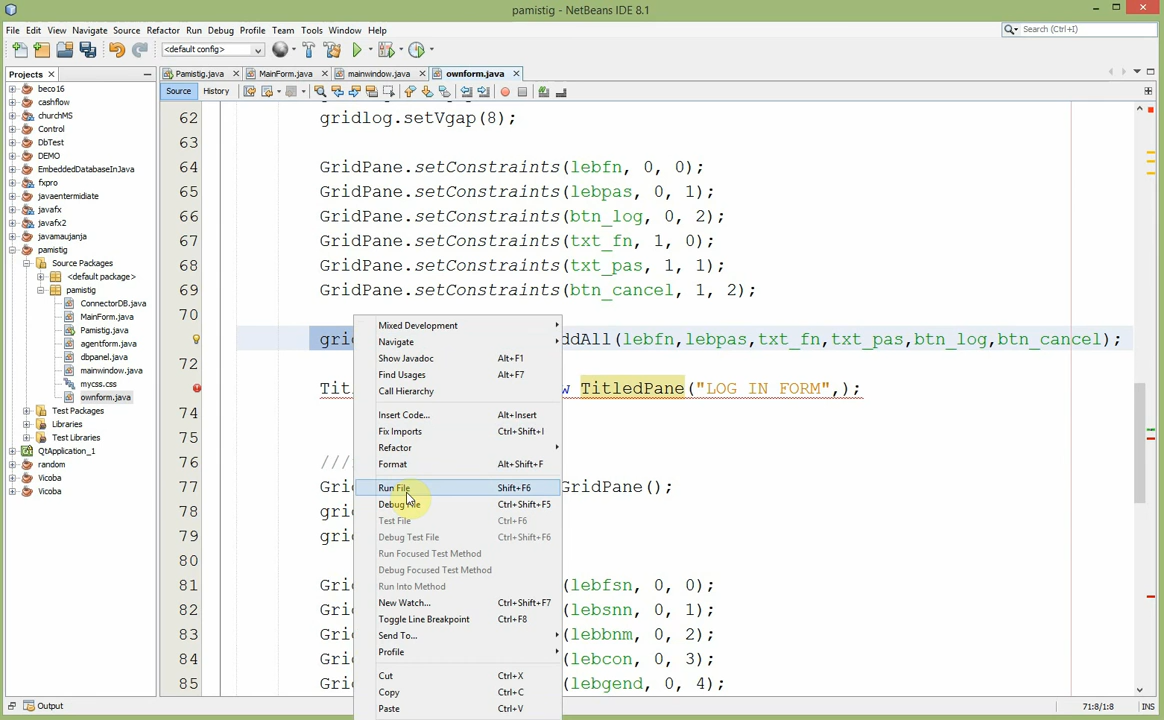 pamistig - NetBeans IDE 8.1
File Edit View Navigate Source Refactor Run Debug Profile Team Tools Window Help
Search (Ctrl+I)
<default config>
Projects
beco16
cashflow
churchMS
Control
DbTest
DEMO
EmbeddedDatabaseInJava
fxpro
javaentermidiate
javafx
javafx2
javamaujanja
pamistig
Source Packages
<default package>
pamistig
ConnectorDB.java
MainForm.java
Pamistig.java
agentform.java
dbpanel.java
mainwindow.java
mycss.css
ownform.java
Test Packages
Libraries
Test Libraries
QtApplication_1
random
Vicoba
Vicoba
Pamistig.java MainForm.java mainwindow.java ownform.java
Source History
62 gridlog.setVgap(8);
63
64 GridPane.setConstraints(lebfn, 0, 0);
65 GridPane.setConstraints(lebpas, 0, 1);
66 GridPane.setConstraints(btn_log, 0, 2);
67 GridPane.setConstraints(txt_fn, 1, 0);
68 GridPane.setConstraints(txt_pas, 1, 1);
69 GridPane.setConstraints(btn_cancel, 1, 2);
70
gri ddAll(lebfn,lebpas,txt_fn,txt_pas,btn_log,btn_cancel);
72
Tit w TitledPane("LOG IN FORM",);
74
75
76 ///
77 Gri GridPane();
78 gri
79 gri
80
81 Gri (lebfsn, 0, 0);
82 Gri (lebsnn, 0, 1);
83 Gri (lebbnm, 0, 2);
84 Gri (lebcon, 0, 3);
85 Gri (lebgend, 0, 4);
Mixed Development
Navigate
Show Javadoc Alt+F1
Find Usages Alt+F7
Call Hierarchy
Insert Code... Alt+Insert
Fix Imports Ctrl+Shift+I
Refactor
Format Alt+Shift+F
Run File Shift+F6
Debug File Ctrl+Shift+F5
Test File Ctrl+F6
Debug Test File Ctrl+Shift+F6
Run Focused Test Method
Debug Focused Test Method
Run Into Method
New Watch... Ctrl+Shift+F7
Toggle Line Breakpoint Ctrl+F8
Send To...
Profile
Cut Ctrl+X
Copy Ctrl+C
Paste Ctrl+V
Output
71:8/1:8 INS